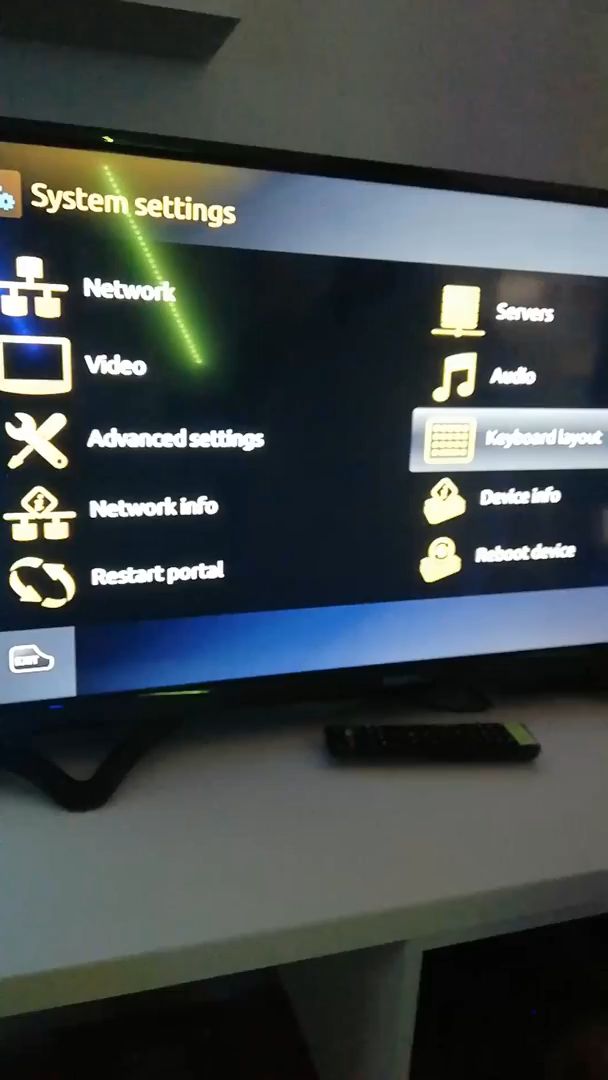 System settings
Network
Servers
Video
Audio
Advanced settings
Keyboard layout
Network info
Device info
Restart portal
Reboot device
EXIT